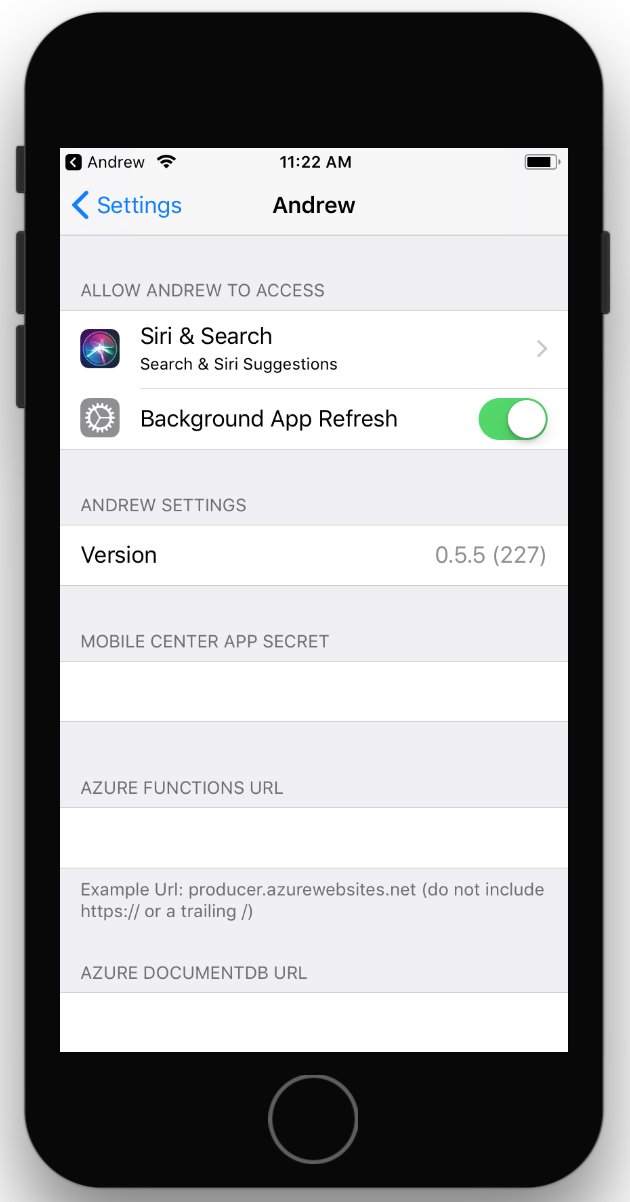 Andrew 11:22 AM
Settings Andrew
ALLOW ANDREW TO ACCESS
Siri & Search
Search & Siri Suggestions
Background App Refresh
ANDREW SETTINGS
Version 0.5.5 (227)
MOBILE CENTER APP SECRET
AZURE FUNCTIONS URL
Example Url: producer.azurewebsites.net (do not include
https:// or a trailing /)
AZURE DOCUMENTDB URL